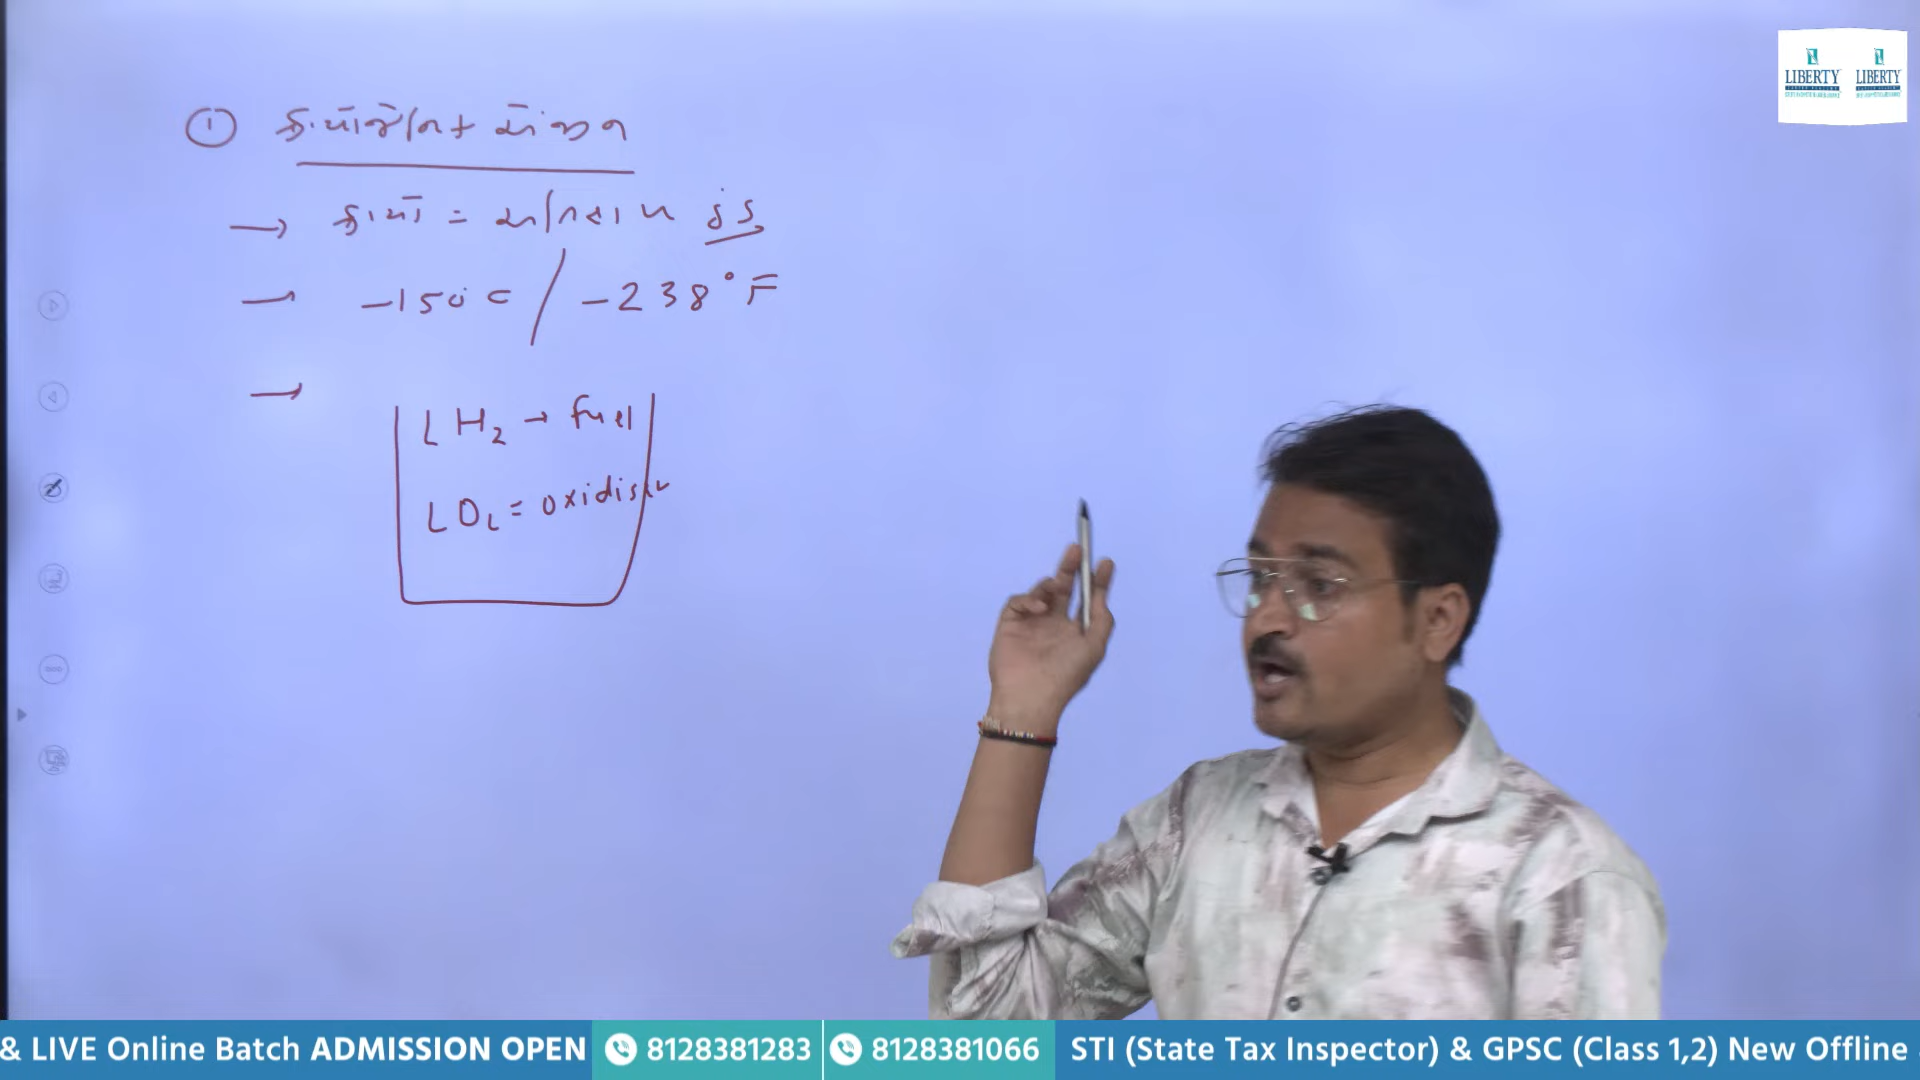 ① ક્રાયોજેનિક એંજીન
→ ક્રાયો = અતિશય ઠંડુ
→ -150 C / -238°F
→
LH₂ → fuel
LO₂ = oxidiser
LIBERTY LIBERTY
& LIVE Online Batch ADMISSION OPEN 8128381283 8128381066 STI (State Tax Inspector) & GPSC (Class 1,2) New Offline